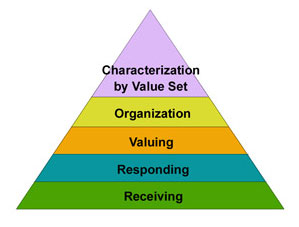 Characterization
by Value Set
Organization
Valuing
Responding
Receiving